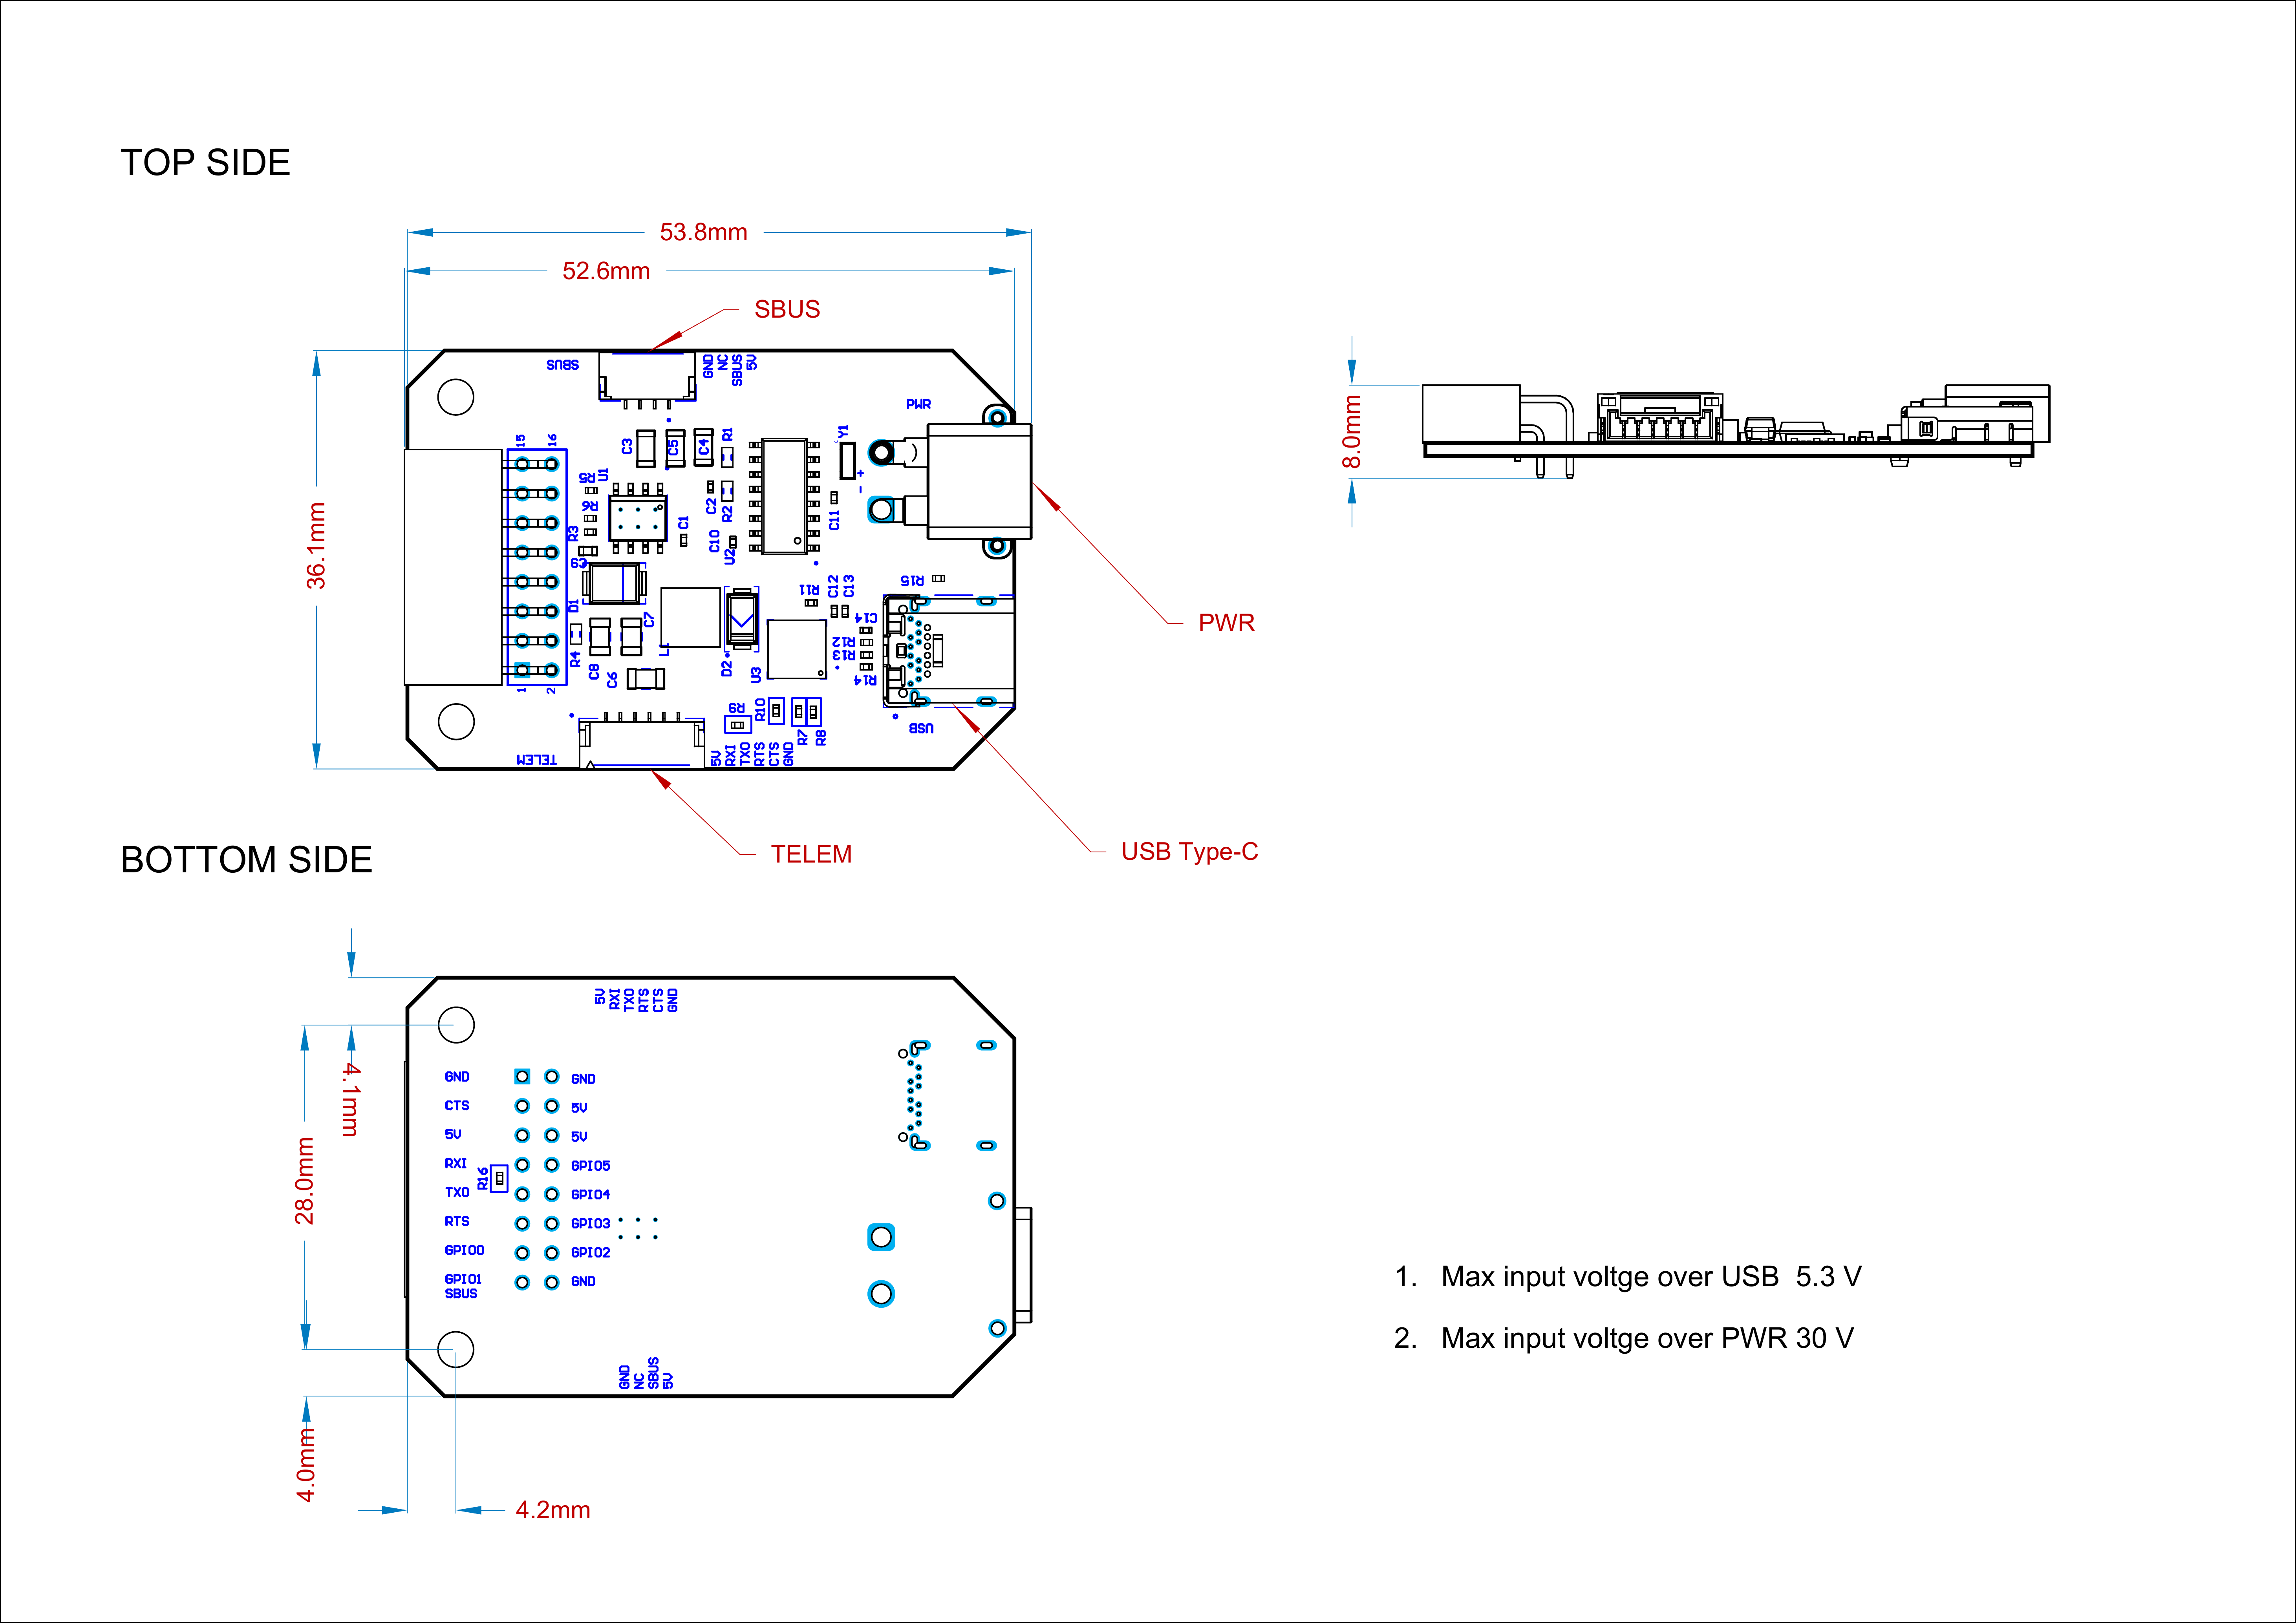 TOP SIDE
53.8mm
52.6mm
SBUS
SBUS
GND
NC
SBUS
5V
PWR
8.0mm
36.1mm
15
16
C3
C5
C4
R1
Y1
+
-
R5
U1
R6
R3
C9
C1
C2
R2
C10
U2
C11
D1
R4
C8
C7
C6
L1
D2
U3
R11
C12
C13
R15
C14
R12
R13
R14
1
2
R9
R10
R7
R8
USB
TELEM
5V
RXI
TXO
RTS
CTS
GND
PWR
TELEM
USB Type-C
BOTTOM SIDE
5V
RXI
TXO
RTS
CTS
GND
4.1mm
28.0mm
GND
GND
CTS
5V
5V
5V
RXI
GPIO5
R16
TXO
GPIO4
RTS
GPIO3
GPIO0
GPIO2
GPIO1
GND
SBUS
GND
NC
SBUS
5V
4.0mm
4.2mm
1. Max input voltge over USB 5.3 V
2. Max input voltge over PWR 30 V